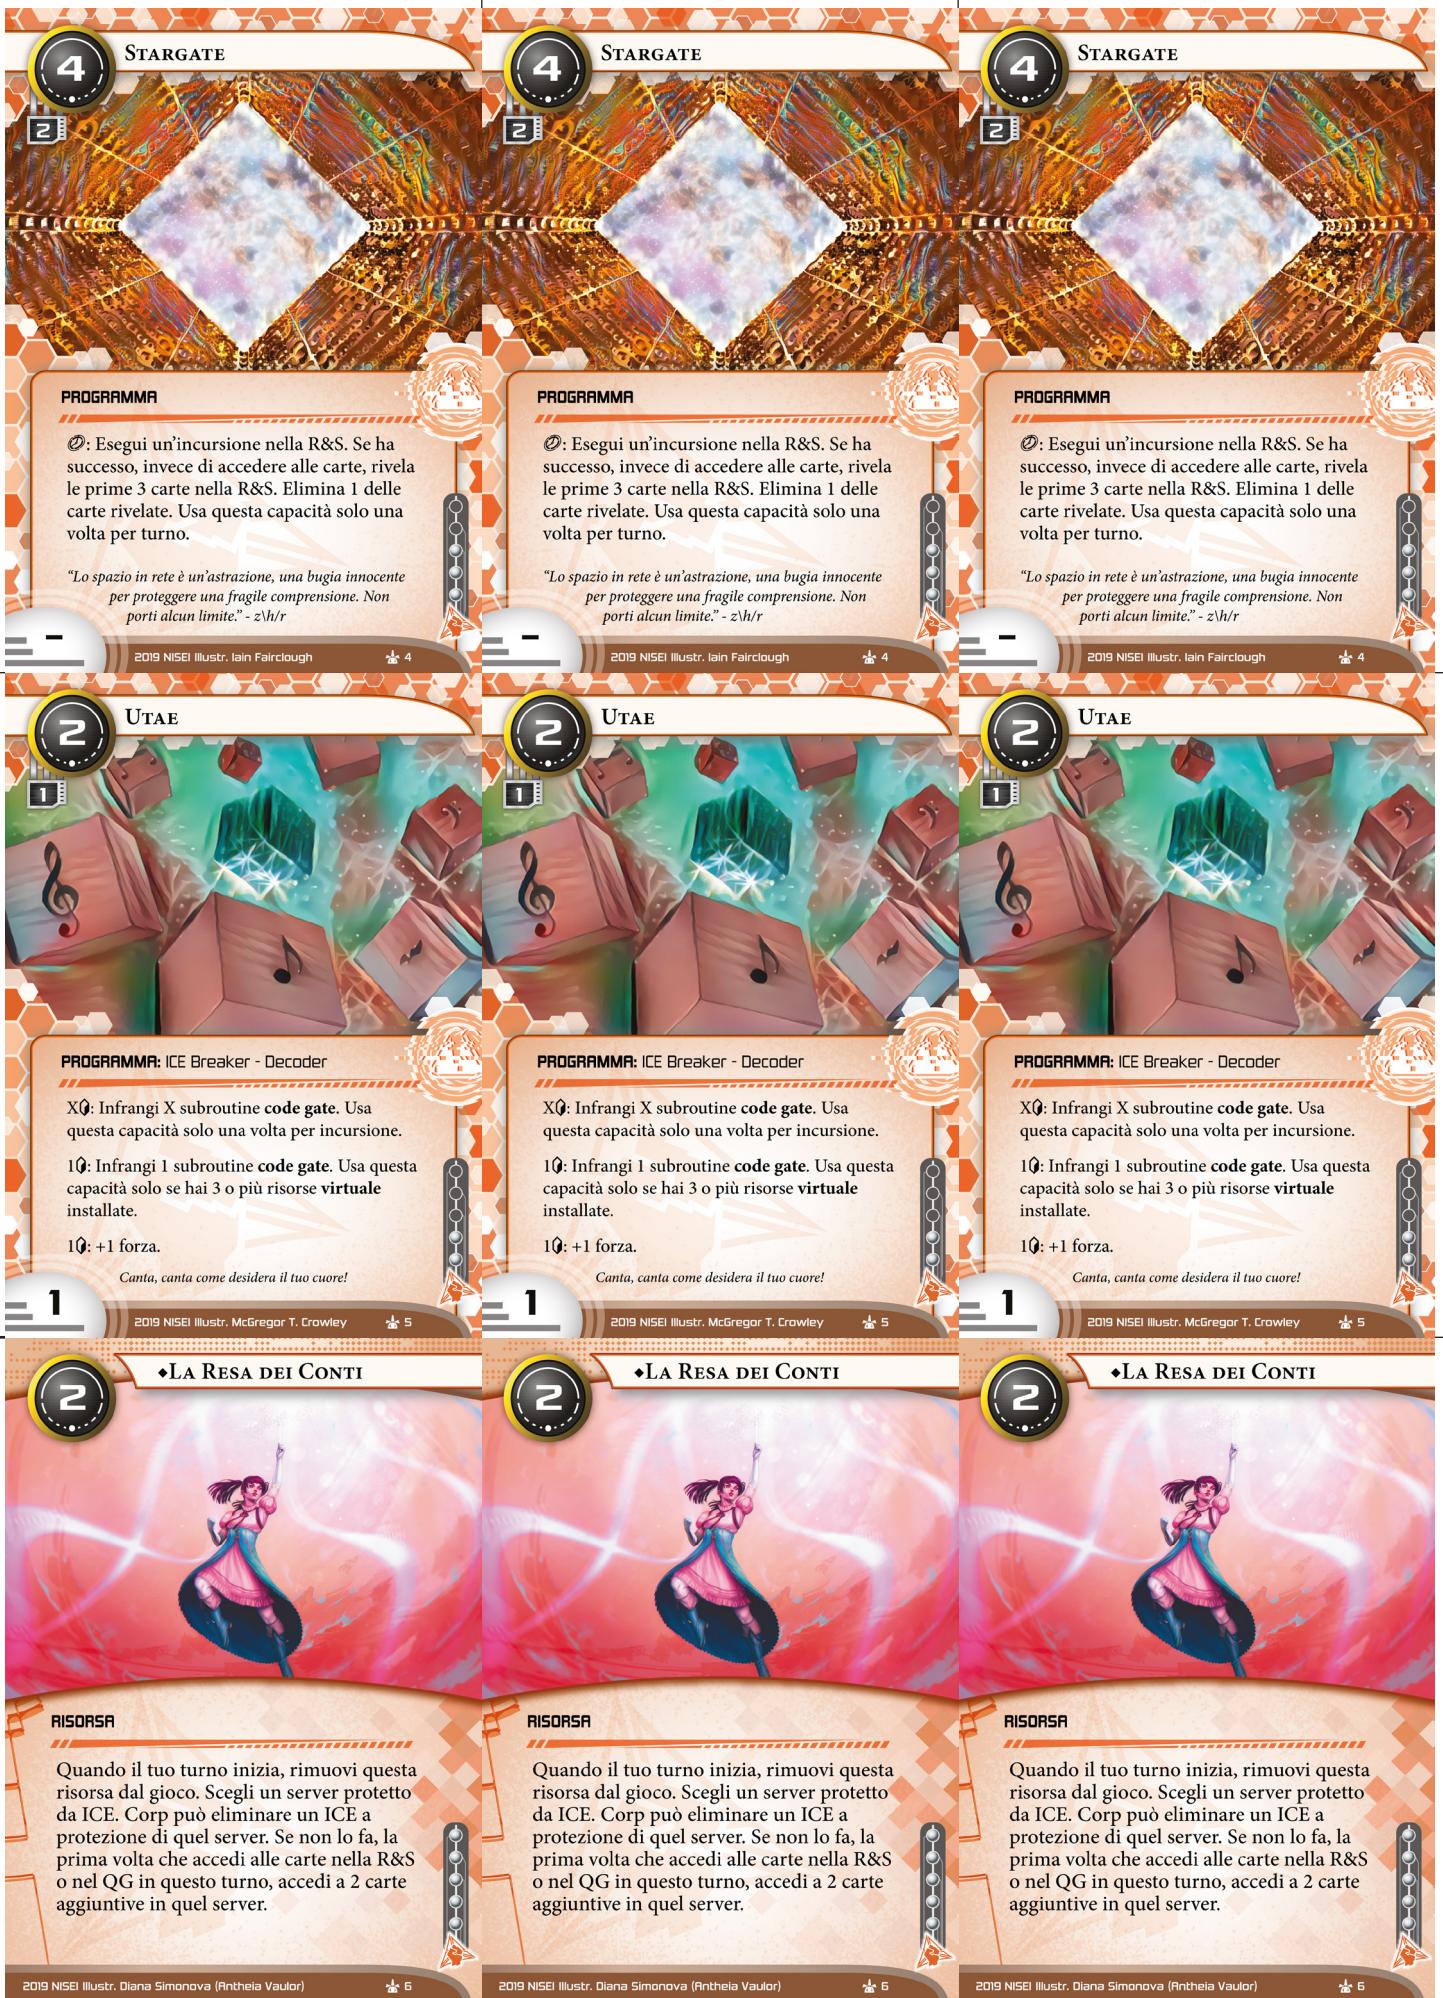 4
STARGATE
2
PROGRAMMA
: Esegui un'incursione nella R&S. Se ha
successo, invece di accedere alle carte, rivela
le prime 3 carte nella R&S. Elimina 1 delle
carte rivelate. Usa questa capacità solo una
volta per turno.
“Lo spazio in rete è un'astrazione, una bugia innocente
per proteggere una fragile comprensione. Non
porti alcun limite.” - z\h/r
–
2019 NISEI Illustr. Iain Fairclough
4
4
STARGATE
2
PROGRAMMA
: Esegui un'incursione nella R&S. Se ha
successo, invece di accedere alle carte, rivela
le prime 3 carte nella R&S. Elimina 1 delle
carte rivelate. Usa questa capacità solo una
volta per turno.
“Lo spazio in rete è un'astrazione, una bugia innocente
per proteggere una fragile comprensione. Non
porti alcun limite.” - z\h/r
–
2019 NISEI Illustr. Iain Fairclough
4
4
STARGATE
2
PROGRAMMA
: Esegui un'incursione nella R&S. Se ha
successo, invece di accedere alle carte, rivela
le prime 3 carte nella R&S. Elimina 1 delle
carte rivelate. Usa questa capacità solo una
volta per turno.
“Lo spazio in rete è un'astrazione, una bugia innocente
per proteggere una fragile comprensione. Non
porti alcun limite.” - z\h/r
–
2019 NISEI Illustr. Iain Fairclough
4
2
UTAE
1
PROGRAMMA: ICE Breaker - Decoder
X: Infrangi X subroutine code gate. Usa
questa capacità solo una volta per incursione.
1: Infrangi 1 subroutine code gate. Usa questa
capacità solo se hai 3 o più risorse virtuale
installate.
1: +1 forza.
Canta, canta come desidera il tuo cuore!
1
2019 NISEI Illustr. McGregor T. Crowley
5
2
UTAE
1
PROGRAMMA: ICE Breaker - Decoder
X: Infrangi X subroutine code gate. Usa
questa capacità solo una volta per incursione.
1: Infrangi 1 subroutine code gate. Usa questa
capacità solo se hai 3 o più risorse virtuale
installate.
1: +1 forza.
Canta, canta come desidera il tuo cuore!
1
2019 NISEI Illustr. McGregor T. Crowley
5
2
UTAE
1
PROGRAMMA: ICE Breaker - Decoder
X: Infrangi X subroutine code gate. Usa
questa capacità solo una volta per incursione.
1: Infrangi 1 subroutine code gate. Usa questa
capacità solo se hai 3 o più risorse virtuale
installate.
1: +1 forza.
Canta, canta come desidera il tuo cuore!
1
2019 NISEI Illustr. McGregor T. Crowley
5
2
◆LA RESA DEI CONTI
RISORSA
Quando il tuo turno inizia, rimuovi questa
risorsa dal gioco. Scegli un server protetto
da ICE. Corp può eliminare un ICE a
protezione di quel server. Se non lo fa, la
prima volta che accedi alle carte nella R&S
o nel QG in questo turno, accedi a 2 carte
aggiuntive in quel server.
2019 NISEI Illustr. Diana Simonova (Antheia Vaulor)
6
2
◆LA RESA DEI CONTI
RISORSA
Quando il tuo turno inizia, rimuovi questa
risorsa dal gioco. Scegli un server protetto
da ICE. Corp può eliminare un ICE a
protezione di quel server. Se non lo fa, la
prima volta che accedi alle carte nella R&S
o nel QG in questo turno, accedi a 2 carte
aggiuntive in quel server.
2019 NISEI Illustr. Diana Simonova (Antheia Vaulor)
6
2
◆LA RESA DEI CONTI
RISORSA
Quando il tuo turno inizia, rimuovi questa
risorsa dal gioco. Scegli un server protetto
da ICE. Corp può eliminare un ICE a
protezione di quel server. Se non lo fa, la
prima volta che accedi alle carte nella R&S
o nel QG in questo turno, accedi a 2 carte
aggiuntive in quel server.
2019 NISEI Illustr. Diana Simonova (Antheia Vaulor)
6